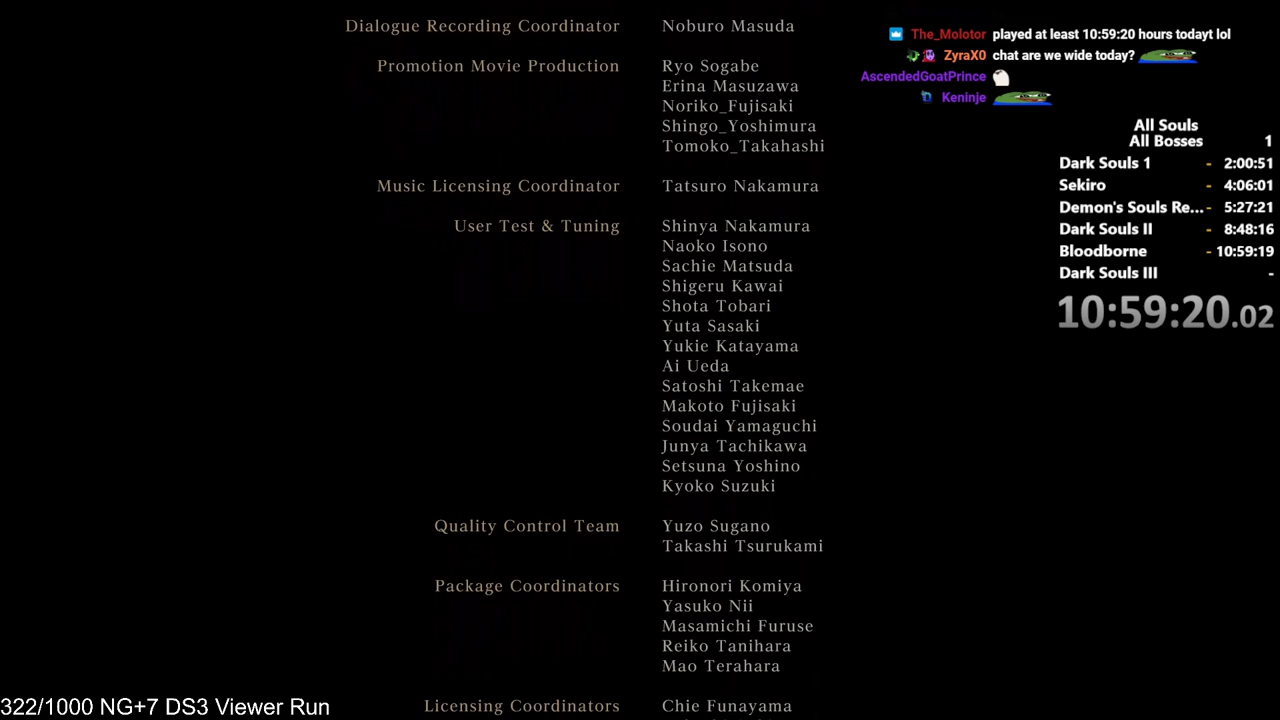 Dialogue Recording Coordinator Noburo Masuda
Promotion Movie Production Ryo Sogabe
Erina Masuzawa
Noriko_Fujisaki
Shingo_Yoshimura
Tomoko_Takahashi
Music Licensing Coordinator Tatsuro Nakamura
User Test & Tuning Shinya Nakamura
Naoko Isono
Sachie Matsuda
Shigeru Kawai
Shota Tobari
Yuta Sasaki
Yukie Katayama
Ai Ueda
Satoshi Takemae
Makoto Fujisaki
Soudai Yamaguchi
Junya Tachikawa
Setsuna Yoshino
Kyoko Suzuki
Quality Control Team Yuzo Sugano
Takashi Tsurukami
Package Coordinators Hironori Komiya
Yasuko Nii
Masamichi Furuse
Reiko Tanihara
Mao Terahara
Licensing Coordinators Chie Funayama
The_Molotor played at least 10:59:20 hours todayt lol
ZyraX0 chat are we wide today?
AscendedGoatPrince
Keninje
All Souls
All Bosses 1
Dark Souls 1 - 2:00:51
Sekiro - 4:06:01
Demon's Souls Re... - 5:27:21
Dark Souls II - 8:48:16
Bloodborne - 10:59:19
Dark Souls III -
10:59:20.02
322/1000 NG+7 DS3 Viewer Run